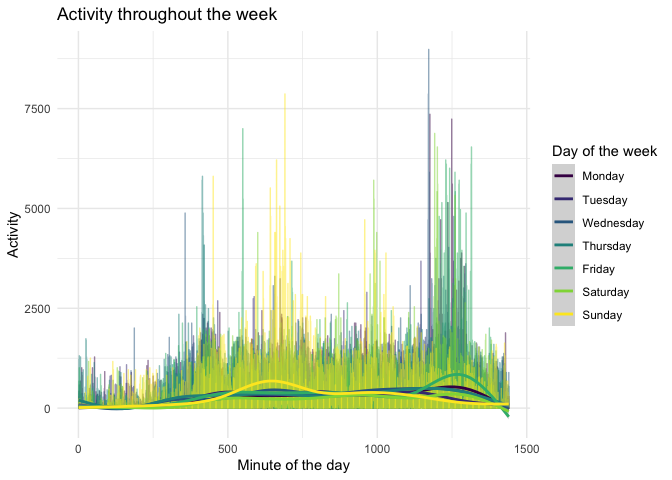 Activity throughout the week
Activity
7500
5000
2500
0
0
500
1000
1500
Minute of the day
Day of the week
Monday
Tuesday
Wednesday
Thursday
Friday
Saturday
Sunday